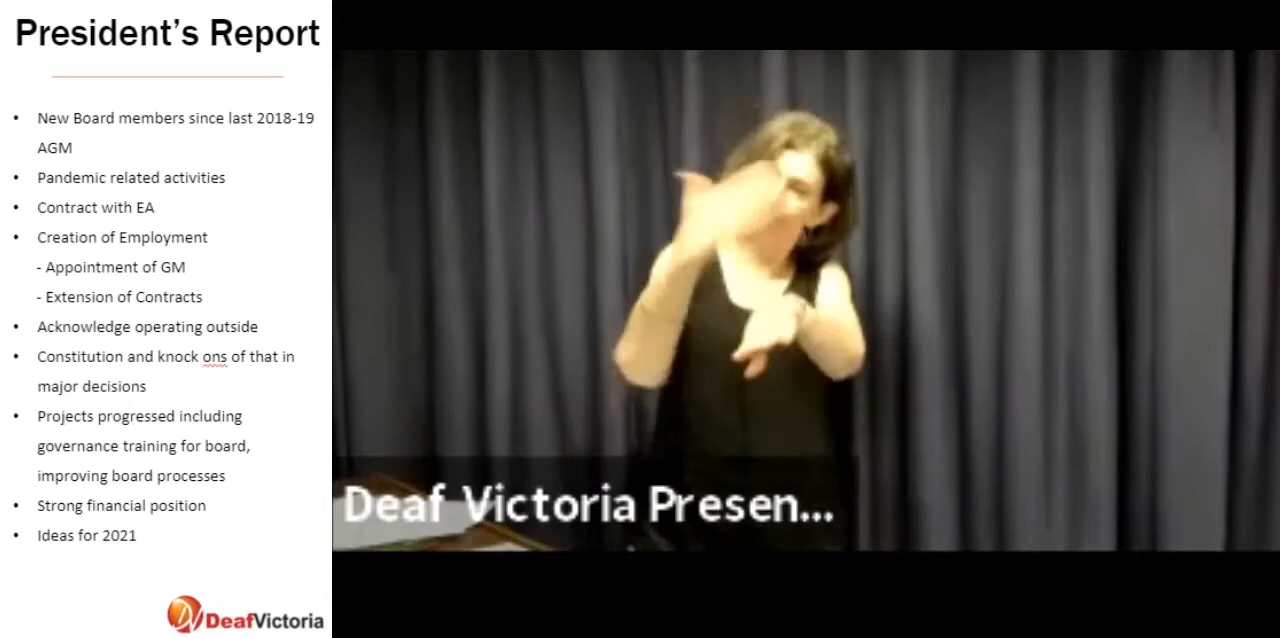 President's Report
• New Board members since last 2018-19
AGM
• Pandemic related activities
• Contract with EA
• Creation of Employment
- Appointment of GM
- Extension of Contracts
• Acknowledge operating outside
• Constitution and knock ons of that in
major decisions
• Projects progressed including
governance training for board,
improving board processes
• Strong financial position
• Ideas for 2021
DeafVictoria
Deaf Victoria Presen...